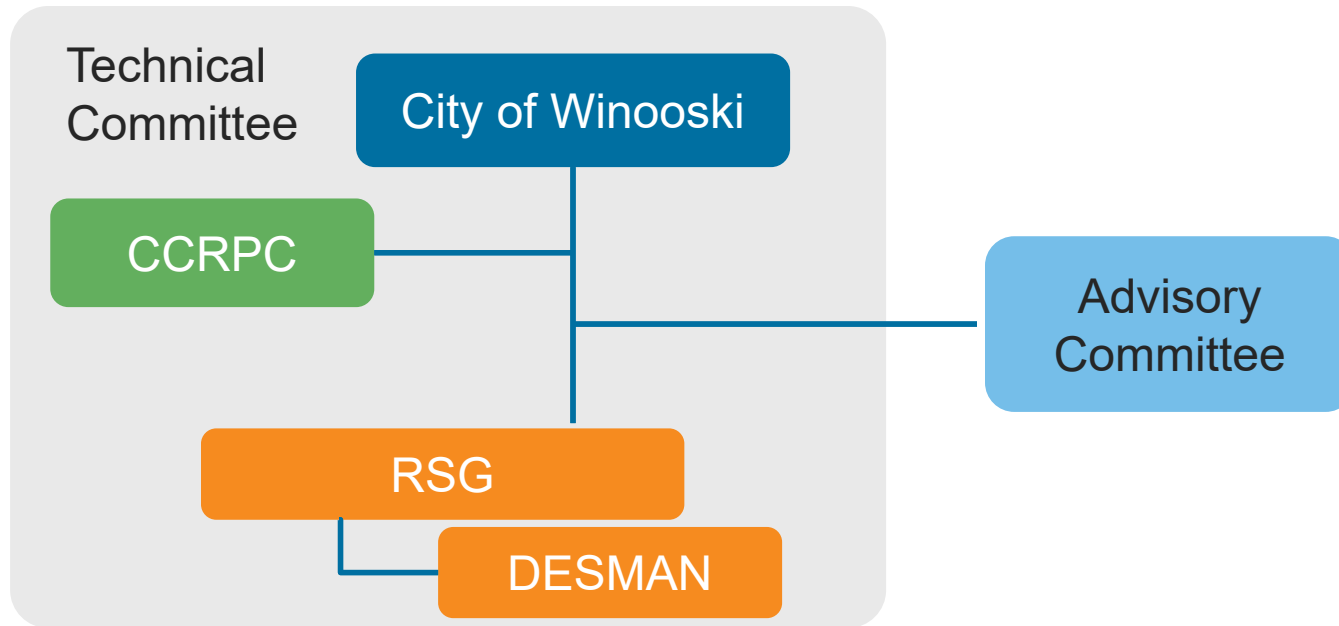 Technical
Committee
City of Winooski
CCRPC
Advisory
Committee
RSG
DESMAN